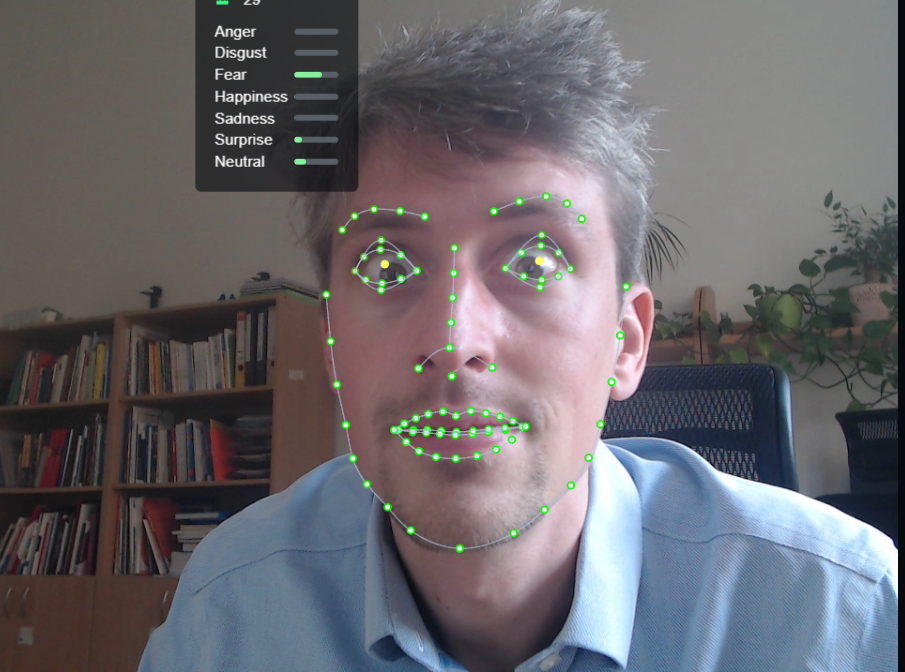 29
Anger
Disgust
Fear
Happiness
Sadness
Surprise
Neutral